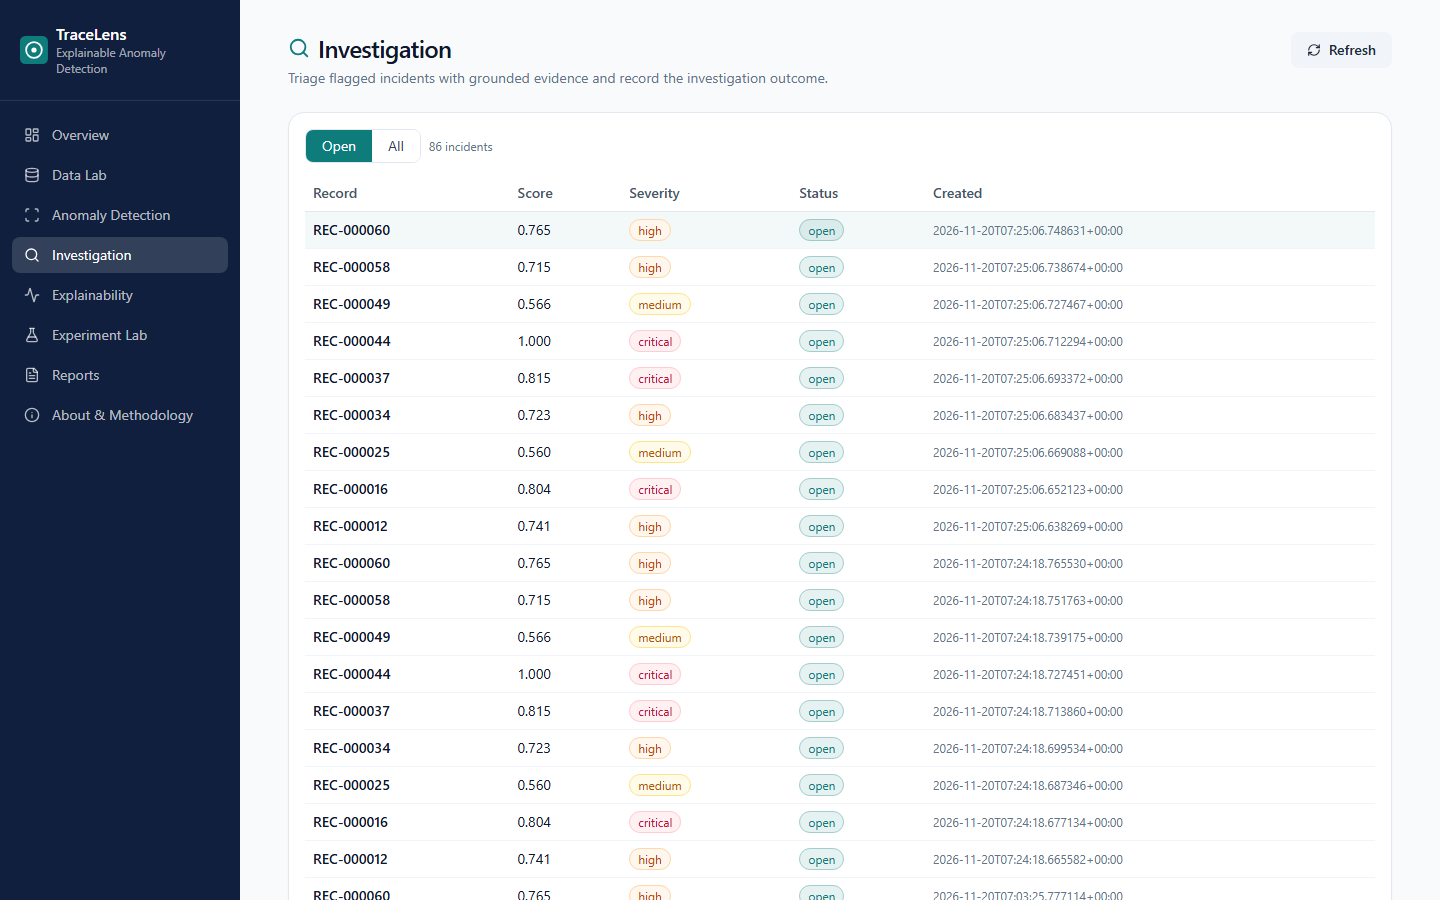 TraceLens
Explainable Anomaly
Detection
Overview
Data Lab
Anomaly Detection
Investigation
Explainability
Experiment Lab
Reports
About & Methodology
Investigation
Triage flagged incidents with grounded evidence and record the investigation outcome.
Refresh
Open All 86 incidents
Record Score Severity Status Created
REC-000060 0.765 high open 2026-11-20T07:25:06.748631+00:00
REC-000058 0.715 high open 2026-11-20T07:25:06.738674+00:00
REC-000049 0.566 medium open 2026-11-20T07:25:06.727467+00:00
REC-000044 1.000 critical open 2026-11-20T07:25:06.712294+00:00
REC-000037 0.815 critical open 2026-11-20T07:25:06.693372+00:00
REC-000034 0.723 high open 2026-11-20T07:25:06.683437+00:00
REC-000025 0.560 medium open 2026-11-20T07:25:06.669088+00:00
REC-000016 0.804 critical open 2026-11-20T07:25:06.652123+00:00
REC-000012 0.741 high open 2026-11-20T07:25:06.638269+00:00
REC-000060 0.765 high open 2026-11-20T07:24:18.765530+00:00
REC-000058 0.715 high open 2026-11-20T07:24:18.751763+00:00
REC-000049 0.566 medium open 2026-11-20T07:24:18.739175+00:00
REC-000044 1.000 critical open 2026-11-20T07:24:18.727451+00:00
REC-000037 0.815 critical open 2026-11-20T07:24:18.713860+00:00
REC-000034 0.723 high open 2026-11-20T07:24:18.699534+00:00
REC-000025 0.560 medium open 2026-11-20T07:24:18.687346+00:00
REC-000016 0.804 critical open 2026-11-20T07:24:18.677134+00:00
REC-000012 0.741 high open 2026-11-20T07:24:18.665582+00:00
REC-000060 0.765 high open 2026-11-20T07:03:25.777114+00:00